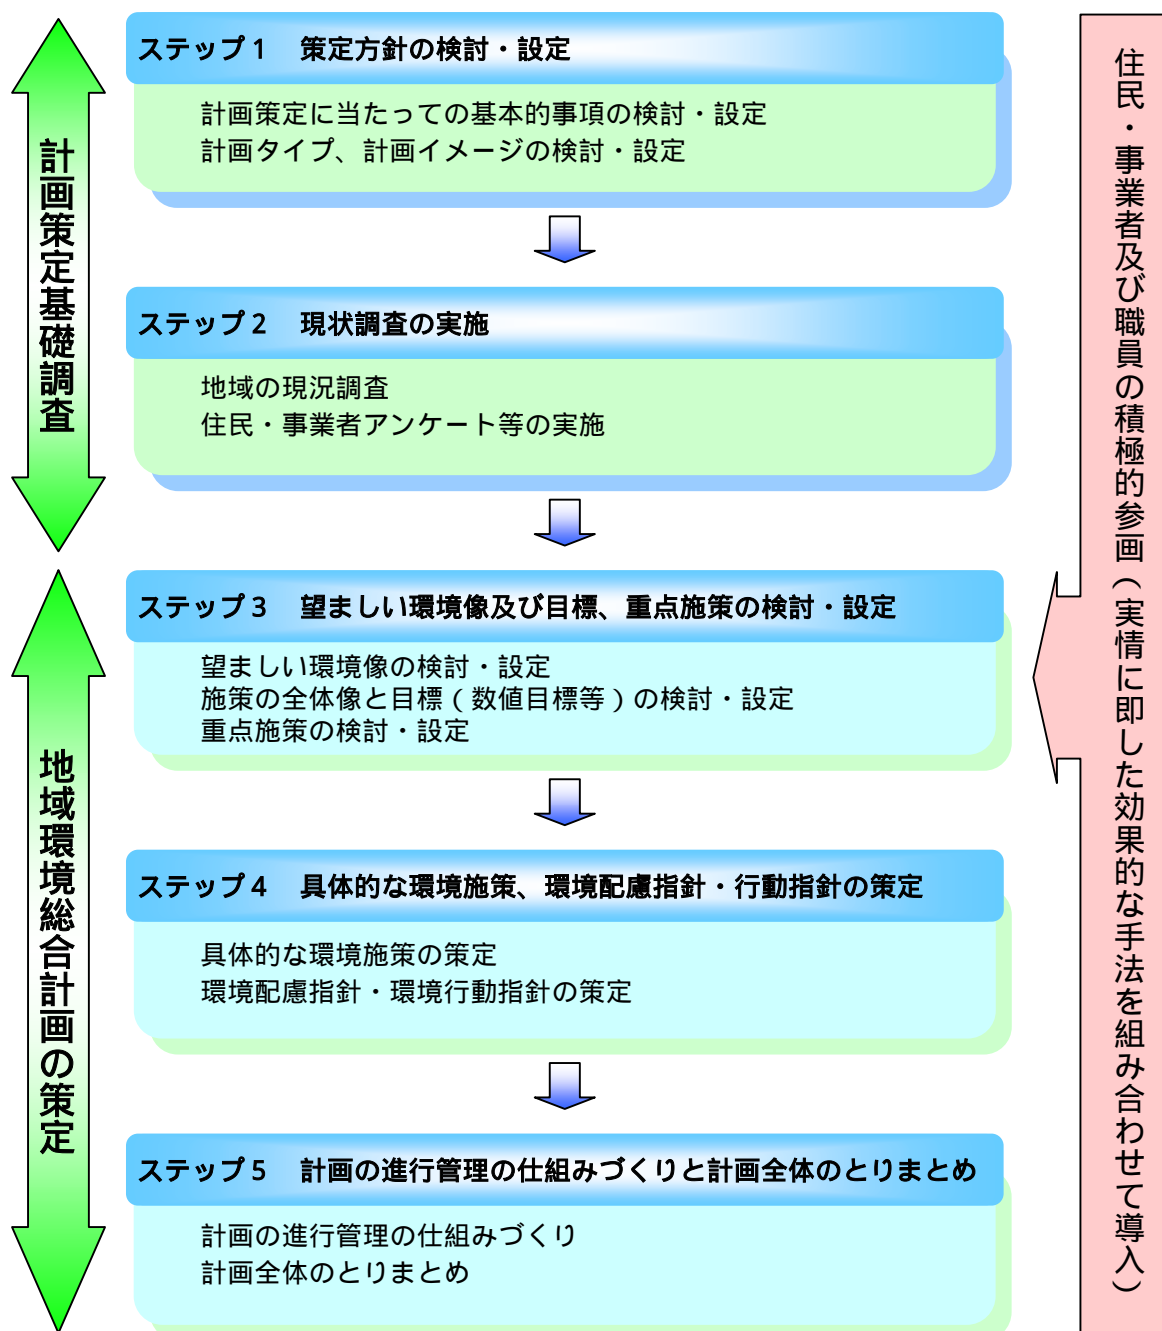 計画策定基礎調査
ステップ1　策定方針の検討・設定
計画策定に当たっての基本的事項の検討・設定
計画タイプ、計画イメージの検討・設定
ステップ2　現状調査の実施
地域の現況調査
住民・事業者アンケート等の実施
地域環境総合計画の策定
ステップ3　望ましい環境像及び目標、重点施策の検討・設定
望ましい環境像の検討・設定
施策の全体像と目標(数値目標等)の検討・設定
重点施策の検討・設定
ステップ4　具体的な環境施策、環境配慮指針・行動指針の策定
具体的な環境施策の策定
環境配慮指針・環境行動指針の策定
ステップ5　計画の進行管理の仕組みづくりと計画全体のとりまとめ
計画の進行管理の仕組みづくり
計画全体のとりまとめ
住民・事業者及び職員の積極的参画(実情に即した効果的な手法を組み合わせて導入)